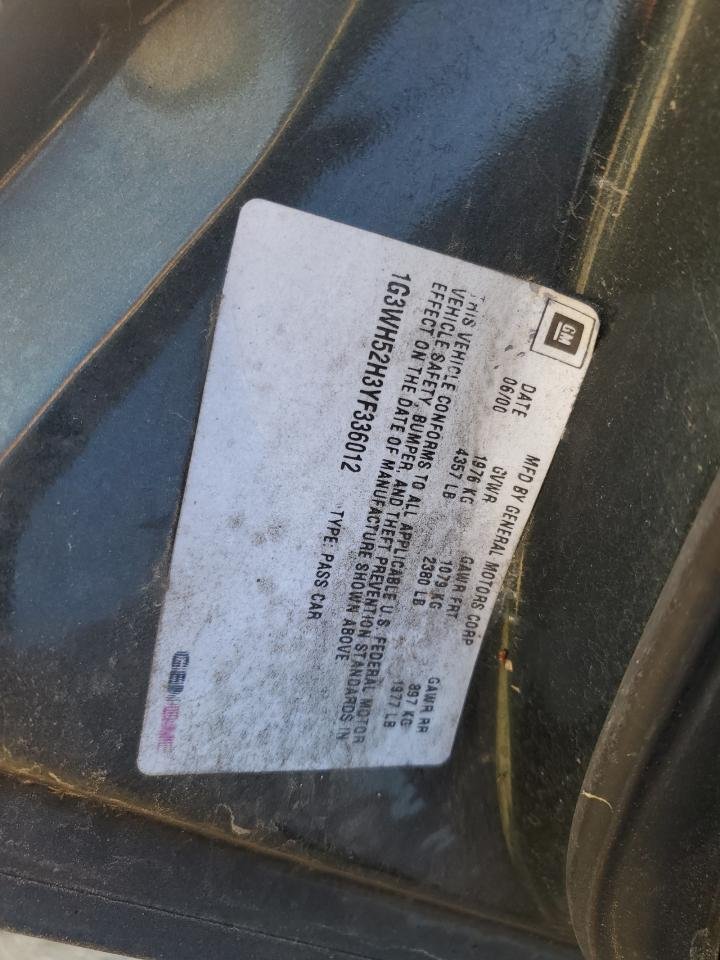 GM
MFD BY GENERAL MOTORS CORP
DATE GVWR GAWR FRT GAWR RR
06/00 1976 KG 1079 KG 897 KG
4357 LB 2380 LB 1977 LB
THIS VEHICLE CONFORMS TO ALL APPLICABLE U.S. FEDERAL MOTOR
VEHICLE SAFETY, BUMPER, AND THEFT PREVENTION STANDARDS IN
EFFECT ON THE DATE OF MANUFACTURE SHOWN ABOVE
1G3WH52H3YF336012 TYPE: PASS CAR